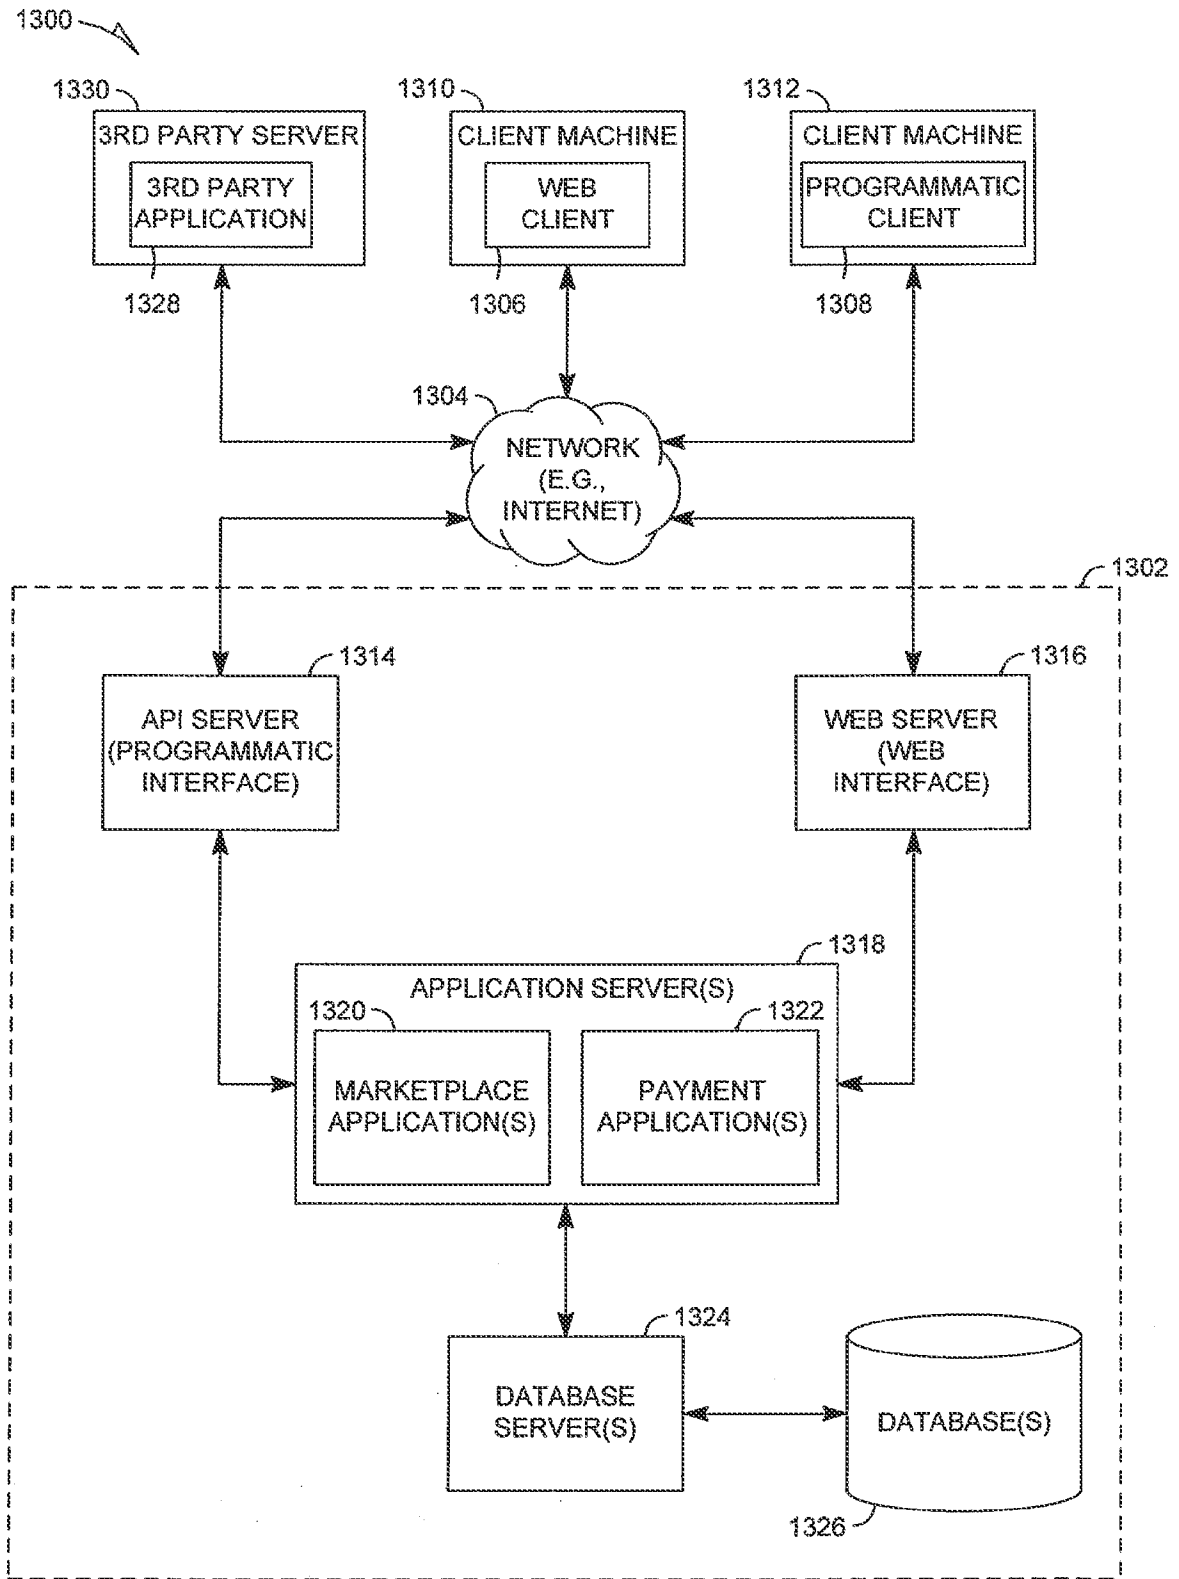 1300
1330
3RD PARTY SERVER
3RD PARTY
APPLICATION
1328
1310
CLIENT MACHINE
WEB
CLIENT
1306
1312
CLIENT MACHINE
PROGRAMMATIC
CLIENT
1308
1304
NETWORK
(E.G.,
INTERNET)
1302
1314
API SERVER
(PROGRAMMATIC
INTERFACE)
1316
WEB SERVER
(WEB
INTERFACE)
1318
APPLICATION SERVER(S)
1320
MARKETPLACE
APPLICATION(S)
1322
PAYMENT
APPLICATION(S)
1324
DATABASE
SERVER(S)
DATABASE(S)
1326